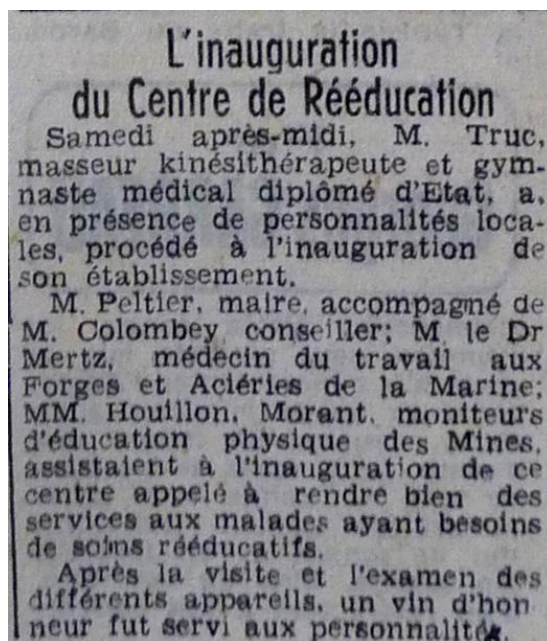 L'inauguration
du Centre de Rééducation
Samedi après-midi, M. Truc,
masseur kinésithérapeute et gym-
naste médical diplômé d'Etat, a,
en présence de personnalités loca-
les, procédé à l'inauguration de
son établissement.
M. Peltier, maire, accompagné de
M. Colombey, conseiller; M. le Dr
Mertz, médecin du travail aux
Forges et Aciéries de la Marine;
MM. Houillon, Morant, moniteurs
d'éducation physique des Mines,
assistaient à l'inauguration de ce
centre appelé à rendre bien des
services aux malades ayant besoins
de soins rééducatifs.
Après la visite et l'examen des
différents appareils, un vin d'hon
neur fut servi aux personnalités.